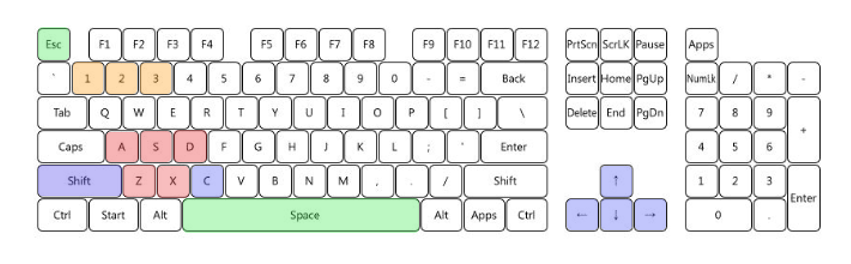 Esc F1 F2 F3 F4 F5 F6 F7 F8 F9 F10 F11 F12 PrtScn ScrLK Pause Apps
` 1 2 3 4 5 6 7 8 9 0 - = Back Insert Home PgUp NumLk / * -
Tab Q W E R T Y U I O P [ ] \ Delete End PgDn 7 8 9 +
Caps A S D F G H J K L ; ' Enter 4 5 6
Shift Z X C V B N M , . / Shift ↑ 1 2 3 Enter
Ctrl Start Alt Space Alt Apps Ctrl ← ↓ → 0 .